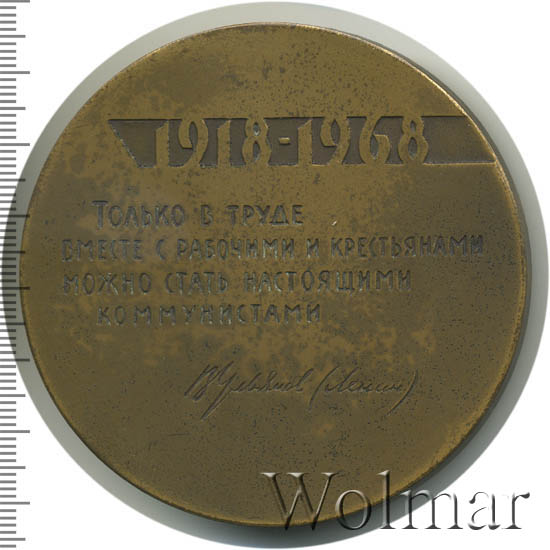 1918-1968
ТОЛЬКО В ТРУДЕ
ВМЕСТЕ С РАБОЧИМИ И КРЕСТЬЯНАМИ
МОЖНО СТАТЬ НАСТОЯЩИМИ
КОММУНИСТАМИ
В Ульянов (Ленин)
Wolmar